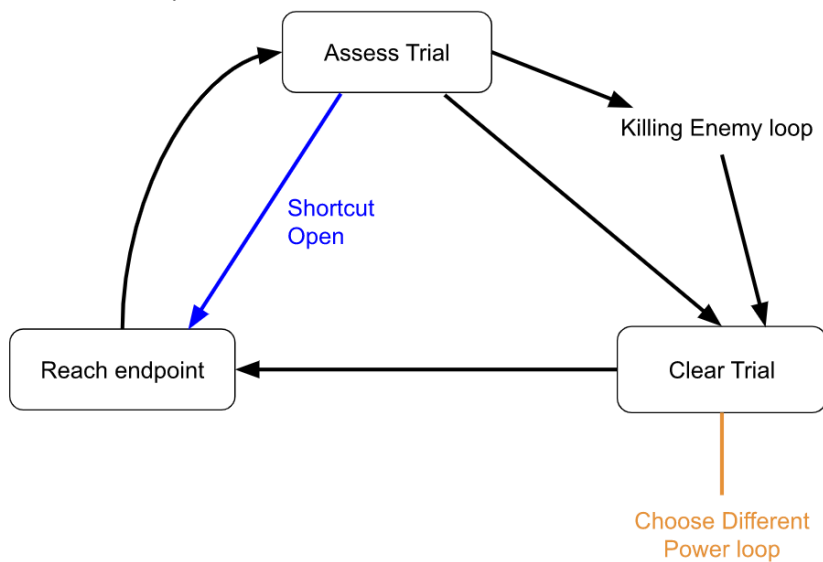 Assess Trial
Killing Enemy loop
Shortcut
Open
Reach endpoint
Clear Trial
Choose Different
Power loop